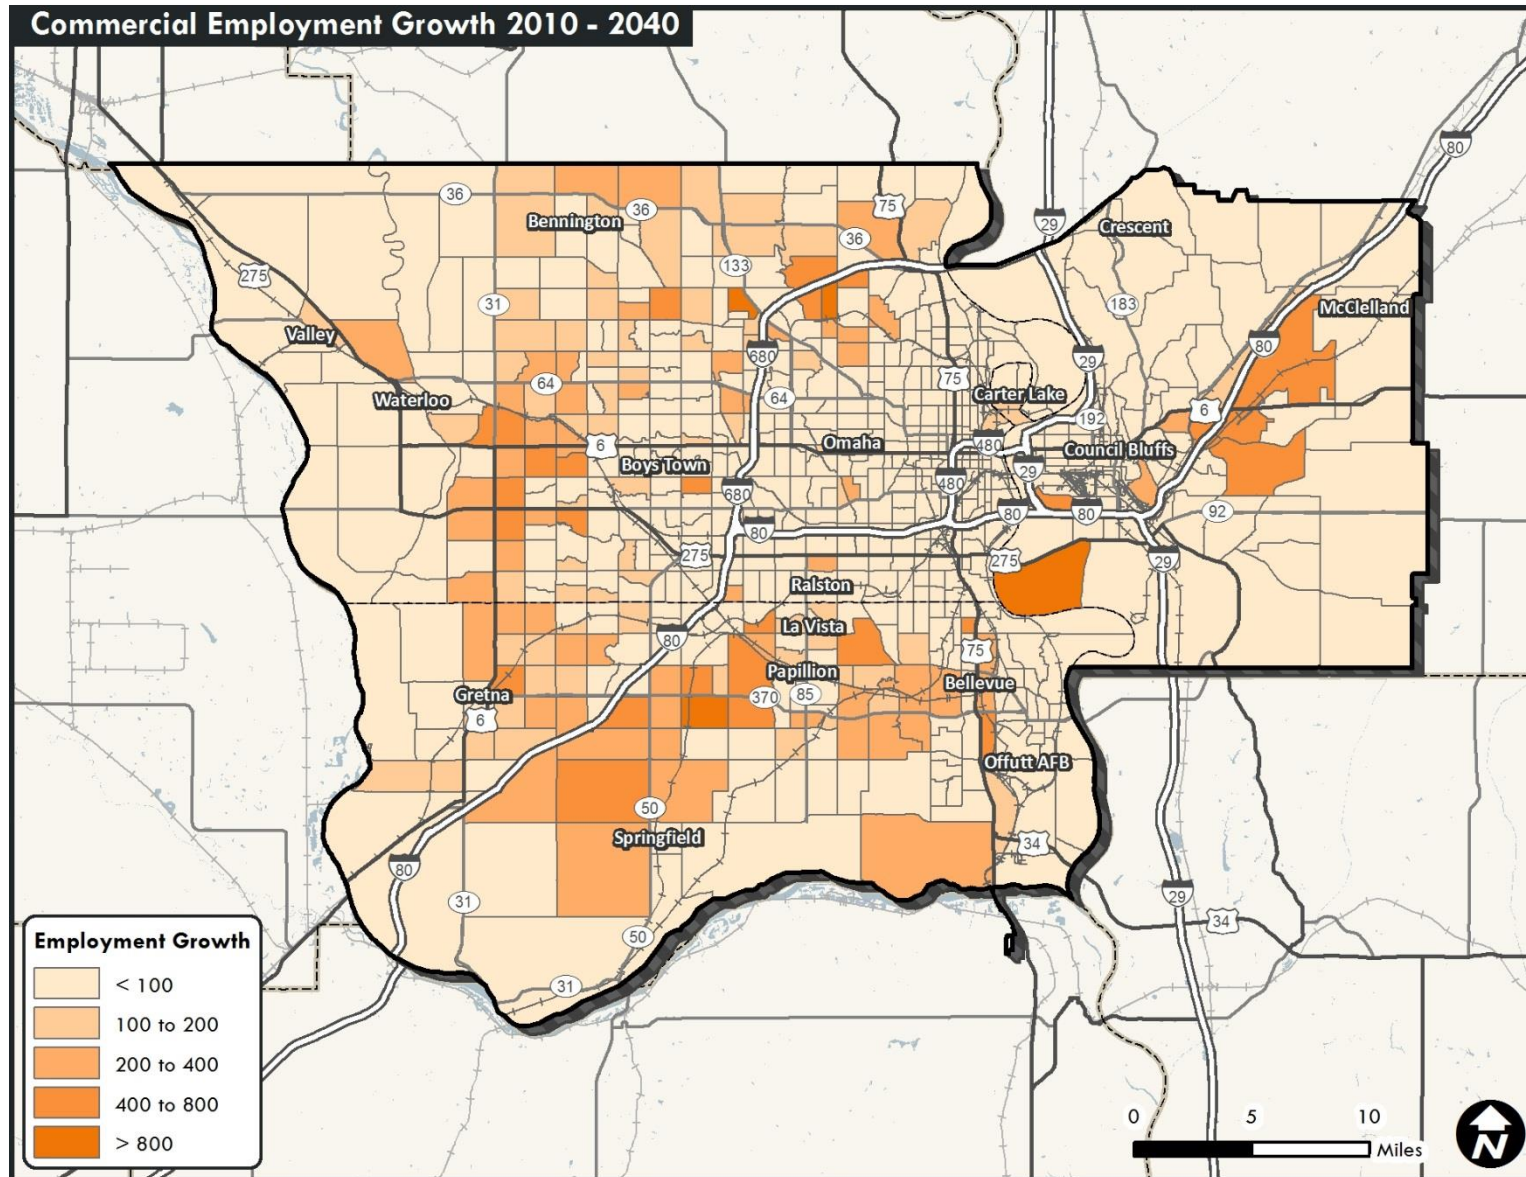 Commercial Employment Growth 2010 - 2040
80
36
75
Bennington
36
29
Crescent
36
133
275
31
183
McClelland
Valley
80
680
29
64
75
Waterloo
64
Carter Lake
6
192
6
Omaha
480
Council Bluffs
Boys Town
29
680
480
80
80
92
80
275
275
29
Ralston
La Vista
80
75
Papillion
Bellevue
Gretna
370
85
6
Offutt AFB
50
Springfield
34
80
29
31
34
50
31
Employment Growth
< 100
100 to 200
200 to 400
400 to 800
> 800
0 5 10
Miles
N